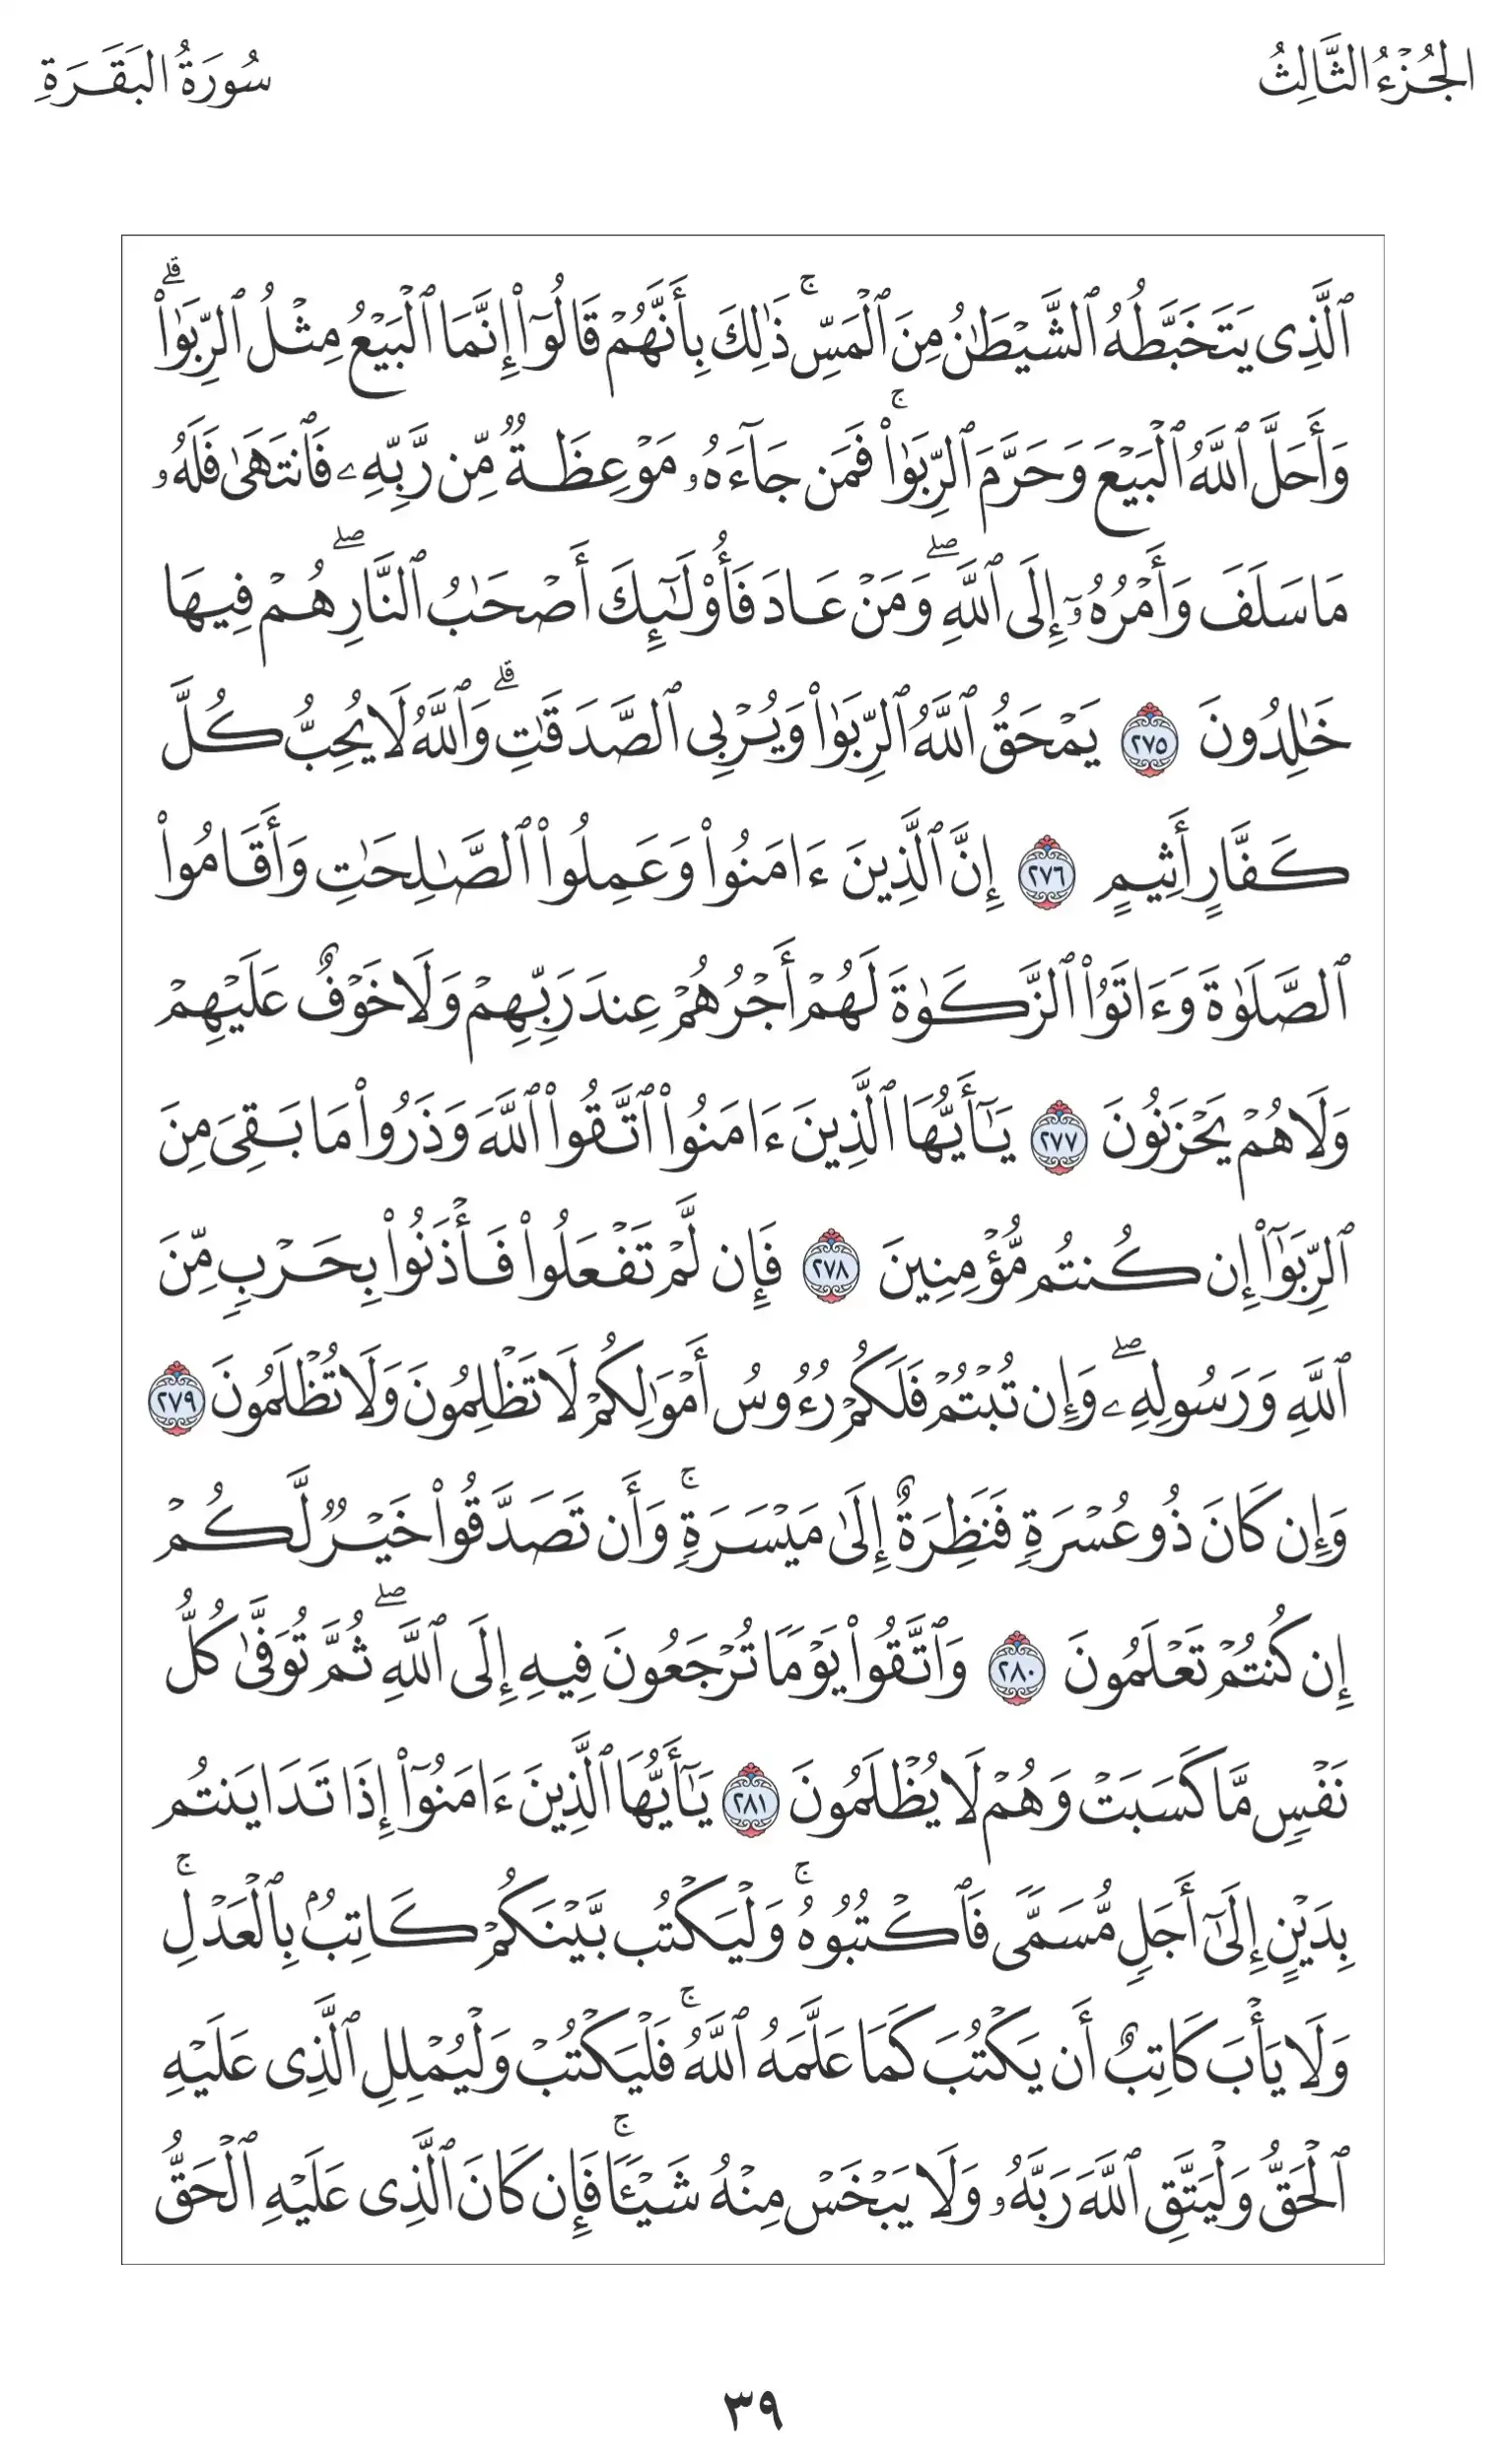 الجُزْءُ الثَّالِثُ
سُورَةُ البَقَرَةِ
ٱلَّذِى يَتَخَبَّطُهُ ٱلشَّيْطَٰنُ مِنَ ٱلْمَسِّ ۚ ذَٰلِكَ بِأَنَّهُمْ قَالُوٓا۟ إِنَّمَا ٱلْبَيْعُ مِثْلُ ٱلرِّبَوٰا۟ ۗ
وَأَحَلَّ ٱللَّهُ ٱلْبَيْعَ وَحَرَّمَ ٱلرِّبَوٰا۟ ۚ فَمَن جَآءَهُۥ مَوْعِظَةٌ مِّن رَّبِّهِۦ فَٱنتَهَىٰ فَلَهُۥ
مَا سَلَفَ وَأَمْرُهُۥٓ إِلَى ٱللَّهِ ۖ وَمَنْ عَادَ فَأُو۟لَٰٓئِكَ أَصْحَٰبُ ٱلنَّارِ ۖ هُمْ فِيهَا
خَٰلِدُونَ ٢٧٥ يَمْحَقُ ٱللَّهُ ٱلرِّبَوٰا۟ وَيُرْبِى ٱلصَّدَقَٰتِ ۗ وَٱللَّهُ لَا يُحِبُّ كُلَّ
كَفَّارٍ أَثِيمٍ ٢٧٦ إِنَّ ٱلَّذِينَ ءَامَنُوا۟ وَعَمِلُوا۟ ٱلصَّٰلِحَٰتِ وَأَقَامُوا۟
ٱلصَّلَوٰةَ وَءَاتَوُا۟ ٱلزَّكَوٰةَ لَهُمْ أَجْرُهُمْ عِندَ رَبِّهِمْ وَلَا خَوْفٌ عَلَيْهِمْ
وَلَا هُمْ يَحْزَنُونَ ٢٧٧ يَٰٓأَيُّهَا ٱلَّذِينَ ءَامَنُوا۟ ٱتَّقُوا۟ ٱللَّهَ وَذَرُوا۟ مَا بَقِىَ مِنَ
ٱلرِّبَوٰٓا۟ إِن كُنتُم مُّؤْمِنِينَ ٢٧٨ فَإِن لَّمْ تَفْعَلُوا۟ فَأْذَنُوا۟ بِحَرْبٍ مِّنَ
ٱللَّهِ وَرَسُولِهِۦ ۖ وَإِن تُبْتُمْ فَلَكُمْ رُءُوسُ أَمْوَٰلِكُمْ لَا تَظْلِمُونَ وَلَا تُظْلَمُونَ ٢٧٩
وَإِن كَانَ ذُو عُسْرَةٍ فَنَظِرَةٌ إِلَىٰ مَيْسَرَةٍ ۚ وَأَن تَصَدَّقُوا۟ خَيْرٌ لَّكُمْ
إِن كُنتُمْ تَعْلَمُونَ ٢٨٠ وَٱتَّقُوا۟ يَوْمًا تُرْجَعُونَ فِيهِ إِلَى ٱللَّهِ ۖ ثُمَّ تُوَفَّىٰ كُلُّ
نَفْسٍ مَّا كَسَبَتْ وَهُمْ لَا يُظْلَمُونَ ٢٨١ يَٰٓأَيُّهَا ٱلَّذِينَ ءَامَنُوٓا۟ إِذَا تَدَايَنتُم
بِدَيْنٍ إِلَىٰٓ أَجَلٍ مُّسَمًّى فَٱكْتُبُوهُ ۚ وَلْيَكْتُب بَّيْنَكُمْ كَاتِبٌۢ بِٱلْعَدْلِ ۚ
وَلَا يَأْبَ كَاتِبٌ أَن يَكْتُبَ كَمَا عَلَّمَهُ ٱللَّهُ ۚ فَلْيَكْتُبْ وَلْيُمْلِلِ ٱلَّذِى عَلَيْهِ
ٱلْحَقُّ وَلْيَتَّقِ ٱللَّهَ رَبَّهُۥ وَلَا يَبْخَسْ مِنْهُ شَيْـًٔا ۚ فَإِن كَانَ ٱلَّذِى عَلَيْهِ ٱلْحَقُّ
٣٩